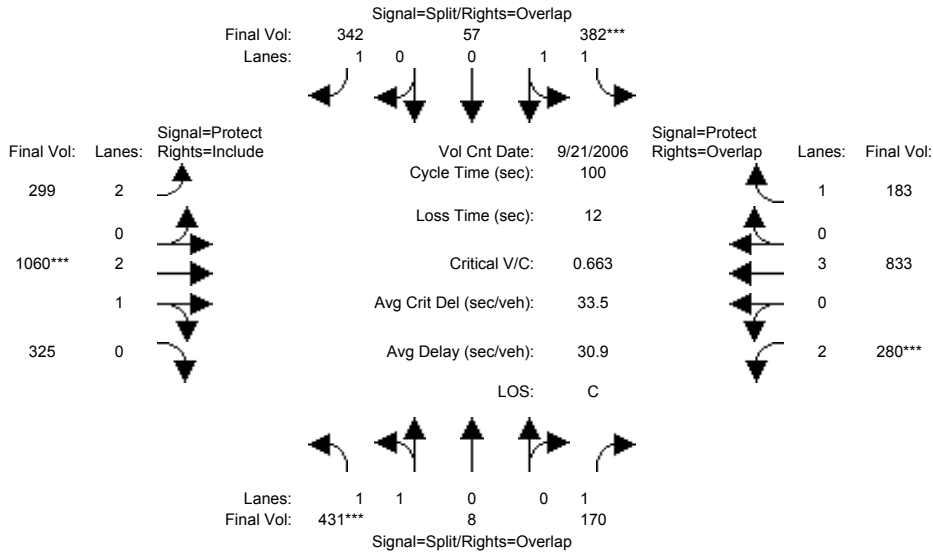 Signal=Split/Rights=Overlap
Final Vol: 342 57 382***
Lanes: 1 0 0 1 1
Signal=Protect
Final Vol: Lanes: Rights=Include
Vol Cnt Date: 9/21/2006
Signal=Protect
Rights=Overlap Lanes: Final Vol:
Cycle Time (sec): 100
299 2
1 183
Loss Time (sec): 12
0
0
1060*** 2
Critical V/C: 0.663
3 833
1
Avg Crit Del (sec/veh): 33.5
0
325 0
Avg Delay (sec/veh): 30.9
2 280***
LOS: C
Lanes: 1 1 0 0 1
Final Vol: 431*** 8 170
Signal=Split/Rights=Overlap